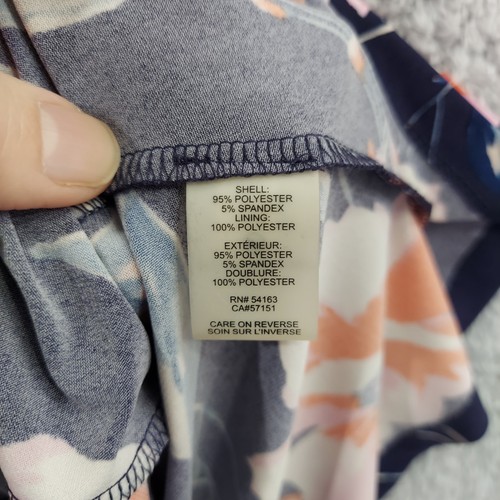 SHELL:
95% POLYESTER
5% SPANDEX
LINING:
100% POLYESTER
EXTÉRIEUR:
95% POLYESTER
5% SPANDEX
DOUBLURE:
100% POLYESTER
RN# 54163
CA#57151
CARE ON REVERSE
SOIN SUR L'INVERSE